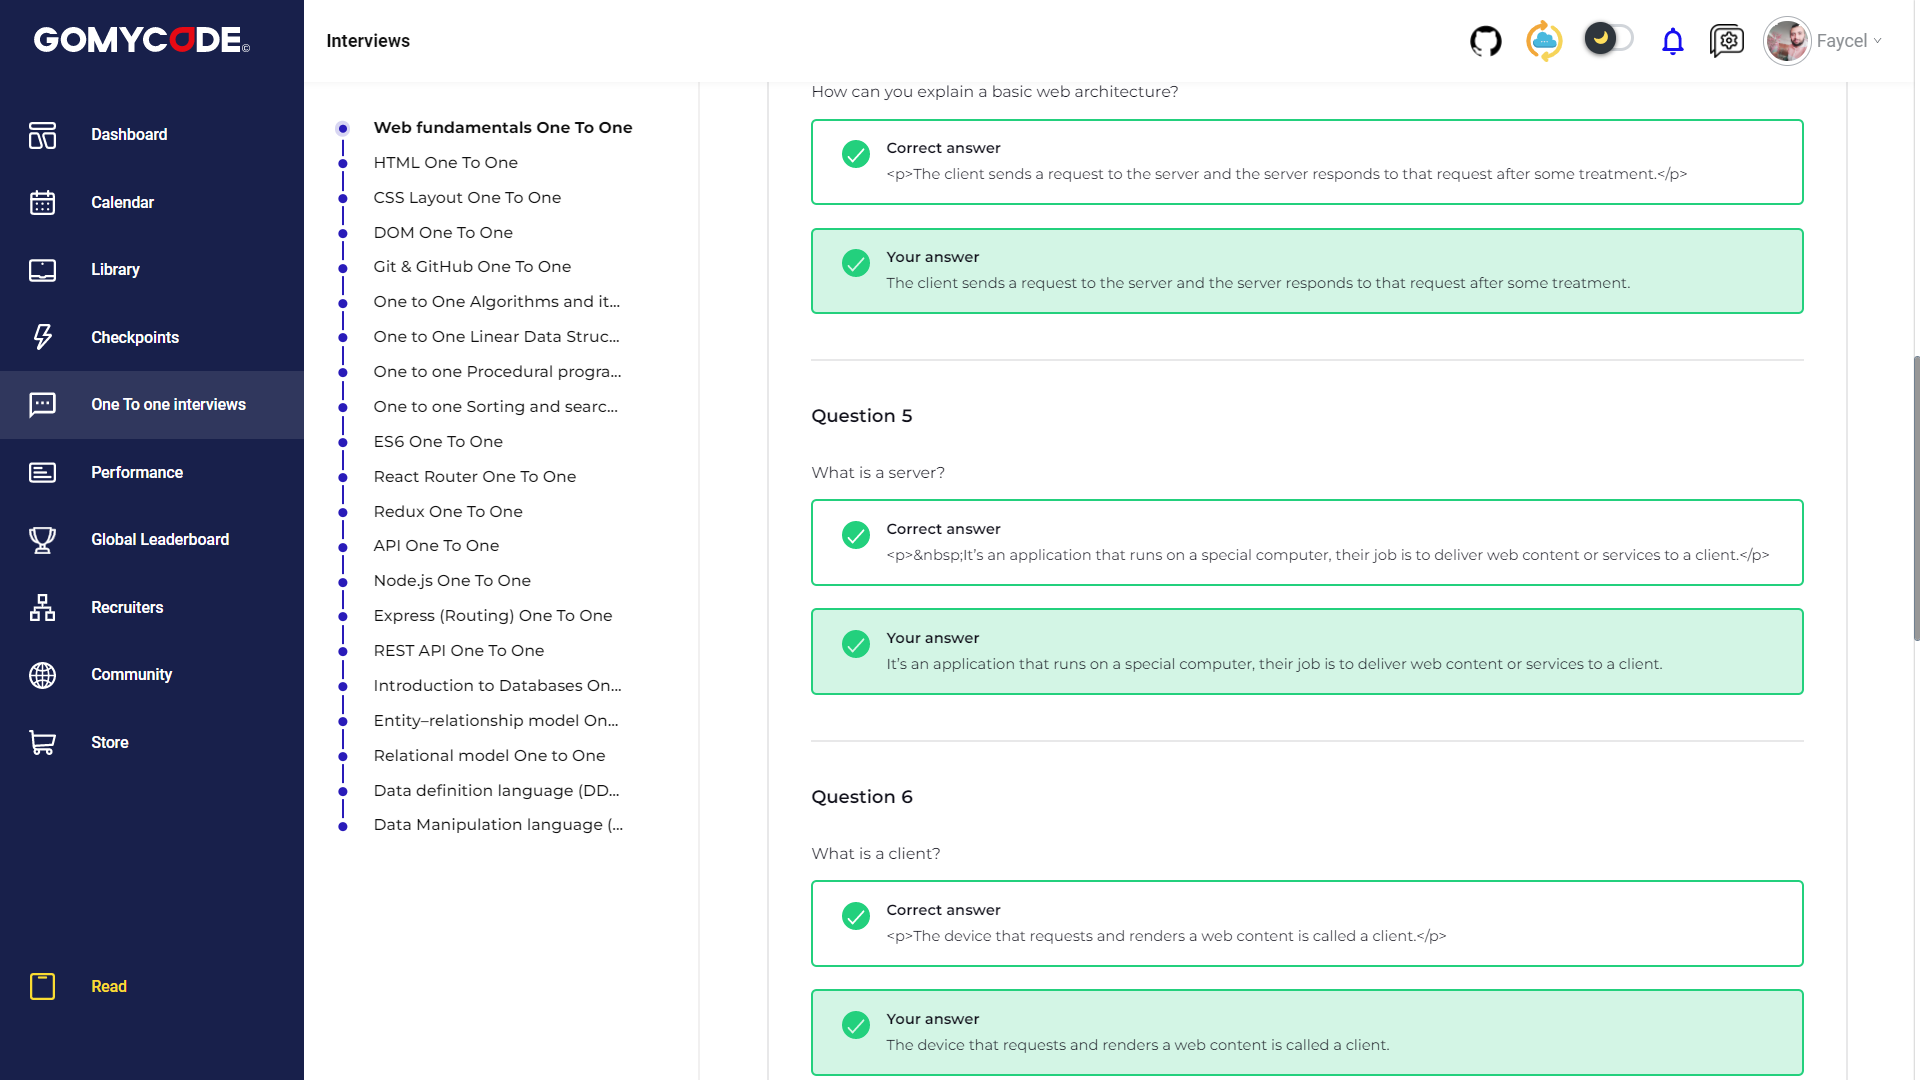 GOMYCODE©
Dashboard
Calendar
Library
Checkpoints
One To one interviews
Performance
Global Leaderboard
Recruiters
Community
Store
Read
Interviews
Faycel
Web fundamentals One To One
HTML One To One
CSS Layout One To One
DOM One To One
Git & GitHub One To One
One to One Algorithms and it...
One to One Linear Data Struc...
One to one Procedural progra...
One to one Sorting and searc...
ES6 One To One
React Router One To One
Redux One To One
API One To One
Node.js One To One
Express (Routing) One To One
REST API One To One
Introduction to Databases On...
Entity–relationship model On...
Relational model One to One
Data definition language (DD...
Data Manipulation language (...
How can you explain a basic web architecture?
Correct answer
<p>The client sends a request to the server and the server responds to that request after some treatment.</p>
Your answer
The client sends a request to the server and the server responds to that request after some treatment.
Question 5
What is a server?
Correct answer
<p>&nbsp;It’s an application that runs on a special computer, their job is to deliver web content or services to a client.</p>
Your answer
It’s an application that runs on a special computer, their job is to deliver web content or services to a client.
Question 6
What is a client?
Correct answer
<p>The device that requests and renders a web content is called a client.</p>
Your answer
The device that requests and renders a web content is called a client.